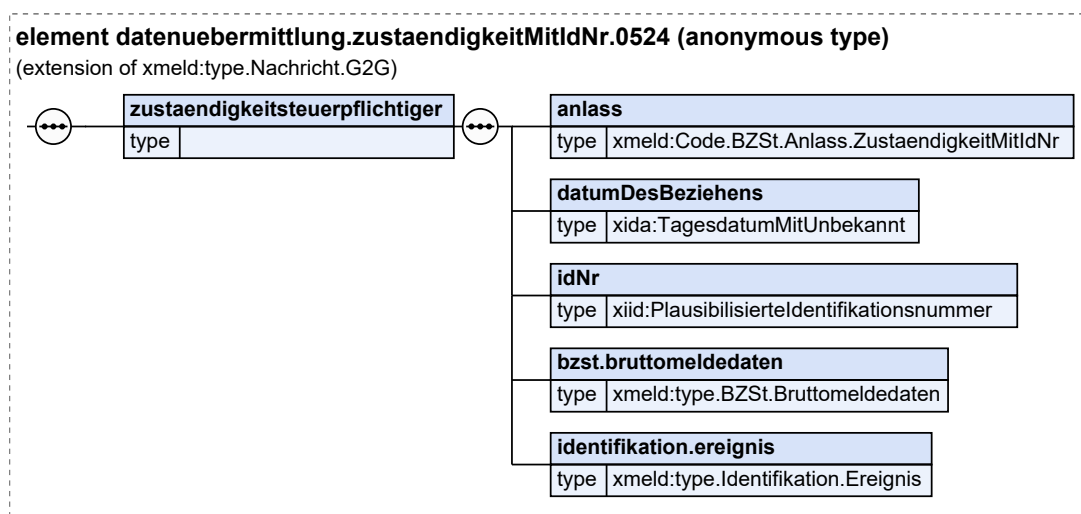 element datenuebermittlung.zustaendigkeitMitIdNr.0524 (anonymous type)
(extension of xmeld:type.Nachricht.G2G)
zustaendigkeitsteuerpflichtiger
type
anlass
type xmeld:Code.BZSt.Anlass.ZustaendigkeitMitIdNr
datumDesBeziehens
type xida:TagesdatumMitUnbekannt
idNr
type xiid:PlausibilisierteIdentifikationsnummer
bzst.bruttomeldedaten
type xmeld:type.BZSt.Bruttomeldedaten
identifikation.ereignis
type xmeld:type.Identifikation.Ereignis